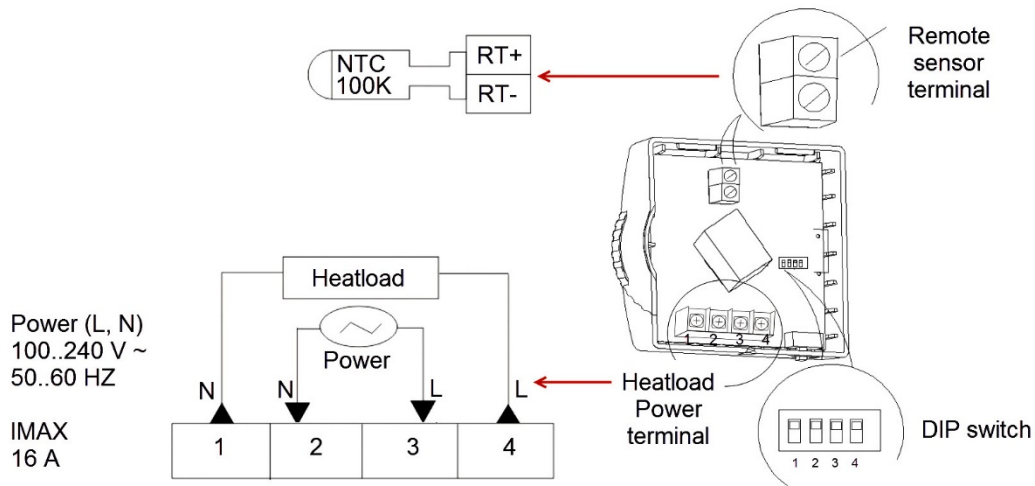 NTC
100K
RT+
RT-
Remote
sensor
terminal
Heatload
Power
Power (L, N)
100..240 V ~
50..60 HZ
IMAX
16 A
N
N
L
L
1
2
3
4
1 2 3 4
Heatload
Power
terminal
DIP switch
1 2 3 4